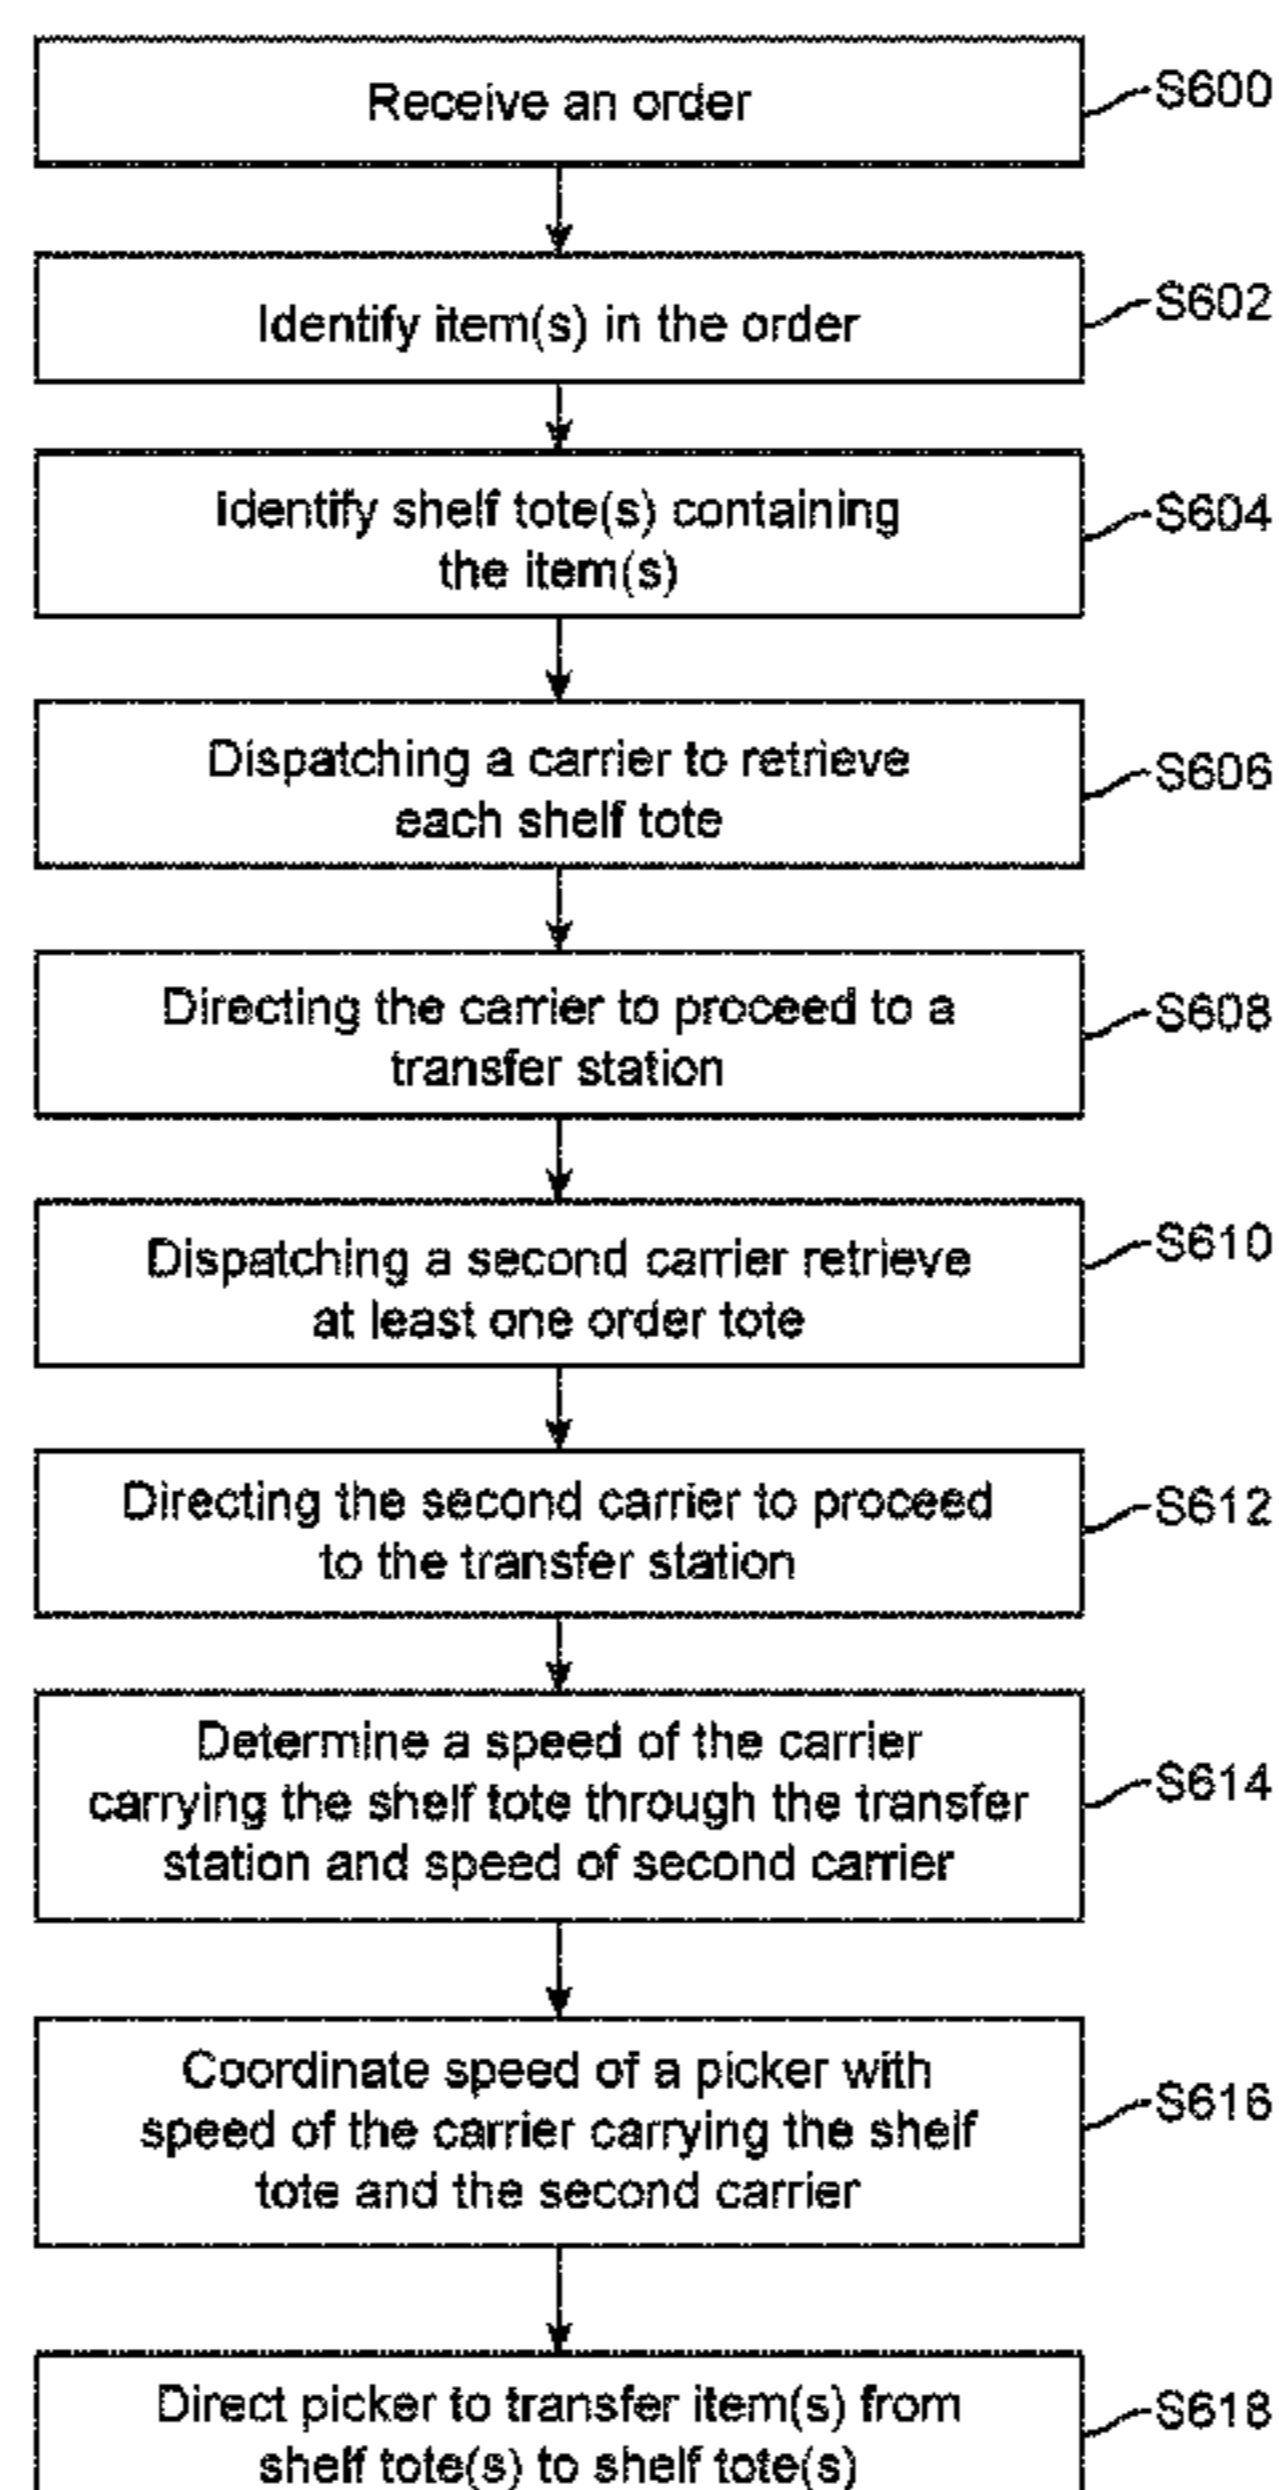 Receive an order
S600
Identify item(s) in the order
S602
Identify shelf tote(s) containing
the item(s)
S604
Dispatching a carrier to retrieve
each shelf tote
S606
Directing the carrier to proceed to a
transfer station
S608
Dispatching a second carrier retrieve
at least one order tote
S610
Directing the second carrier to proceed
to the transfer station
S612
Determine a speed of the carrier
carrying the shelf tote through the transfer
station and speed of second carrier
S614
Coordinate speed of a picker with
speed of the carrier carrying the shelf
tote and the second carrier
S616
Direct picker to transfer item(s) from
shelf tote(s) to shelf tote(s)
S618